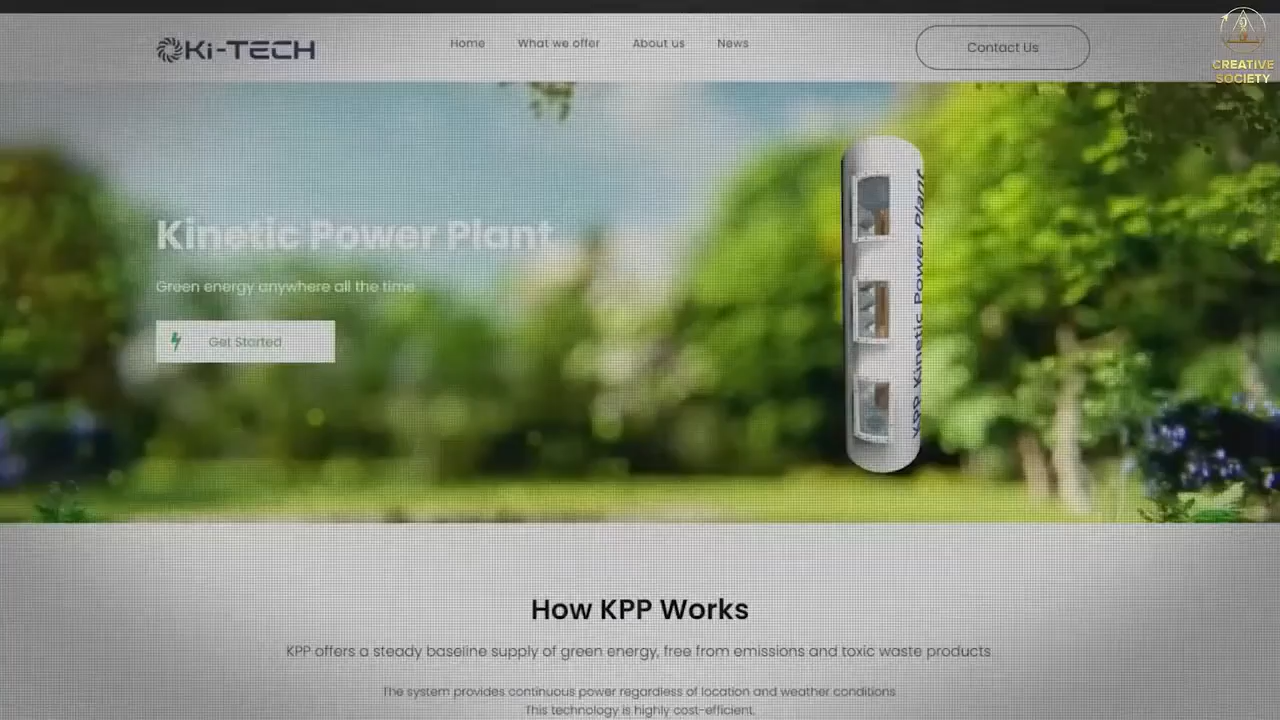 Ki-TECH
Home
What we offer
About us
News
Contact Us
CREATIVE
SOCIETY
Kinetic Power Plant
Green energy anywhere all the time
Get Started
KPP Kinetic Power Plant
How KPP Works
KPP offers a steady baseline supply of green energy, free from emissions and toxic waste products
The system provides continuous power regardless of location and weather conditions
This technology is highly cost-efficient.